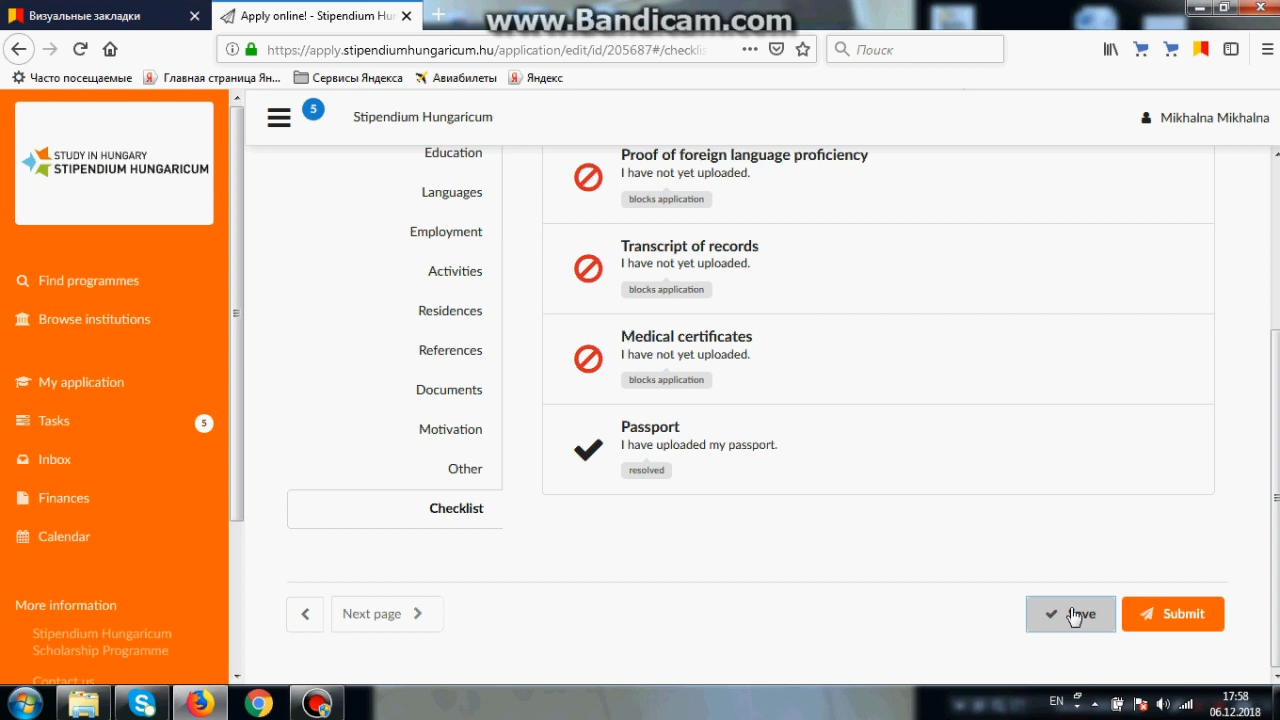 www.Bandicam.com
Визуальные закладки
Apply online! - Stipendium Hu
https://apply.stipendiumhungaricum.hu/application/edit/id/205687#/checklis
Поиск
Часто посещаемые
Главная страница Ян...
Сервисы Яндекса
Авиабилеты
Яндекс
STUDY IN HUNGARY
STIPENDIUM HUNGARICUM
5
Stipendium Hungaricum
Mikhalna Mikhalna
Find programmes
Browse institutions
My application
Tasks
5
Inbox
Finances
Calendar
More information
Stipendium Hungaricum
Scholarship Programme
Contact us
Education
Languages
Employment
Activities
Residences
References
Documents
Motivation
Other
Checklist
Proof of foreign language proficiency
I have not yet uploaded.
blocks application
Transcript of records
I have not yet uploaded.
blocks application
Medical certificates
I have not yet uploaded.
blocks application
Passport
I have uploaded my passport.
resolved
Next page
Submit
EN
17:58
06.12.2018